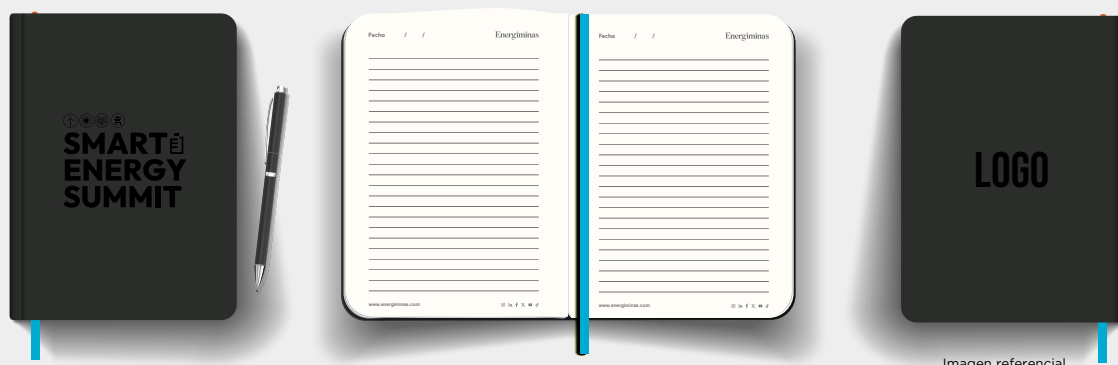 SMART
ENERGY
SUMMIT
Fecha / /
Energiminas
www.energiminas.com
Fecha / /
Energiminas
www.energiminas.com
LOGO
Imagen referencial